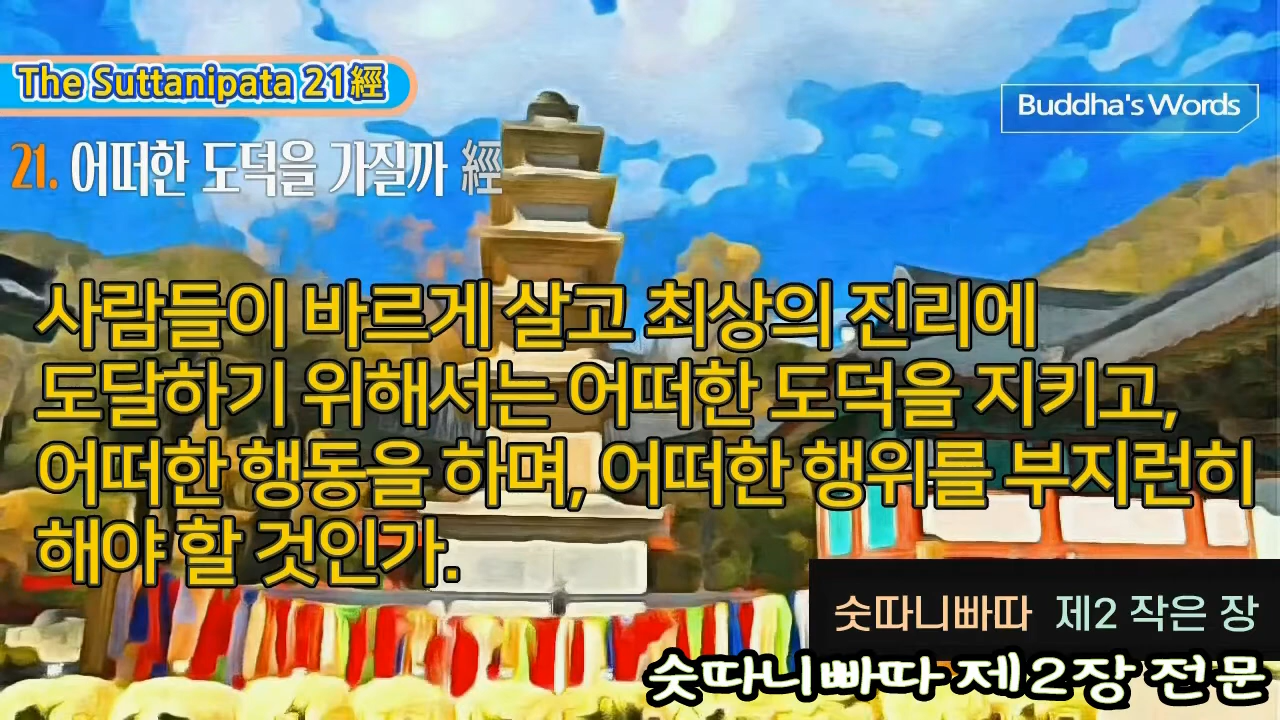 The Suttanipata 21經
Buddha's Words
21. 어떠한 도덕을 가질까 經
사람들이 바르게 살고 최상의 진리에
도달하기 위해서는 어떠한 도덕을 지키고,
어떠한 행동을 하며, 어떠한 행위를 부지런히
해야 할 것인가.
숫따니빠따 제2 작은 장
숫따니빠따 제2장 전문